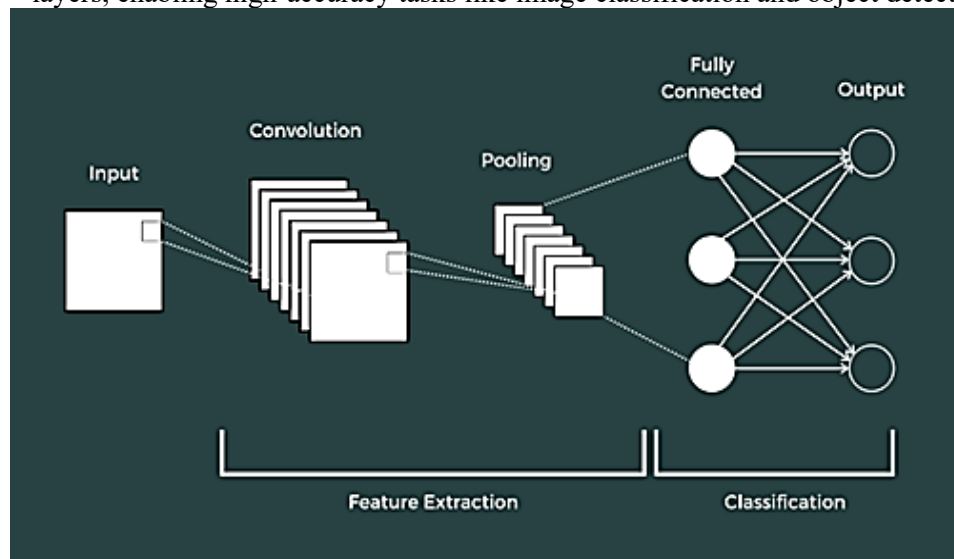 layers, enabling high accuracy tasks like image classification and object detect
Fully
Connected
Output
Convolution
Pooling
Input
Feature Extraction
Classification